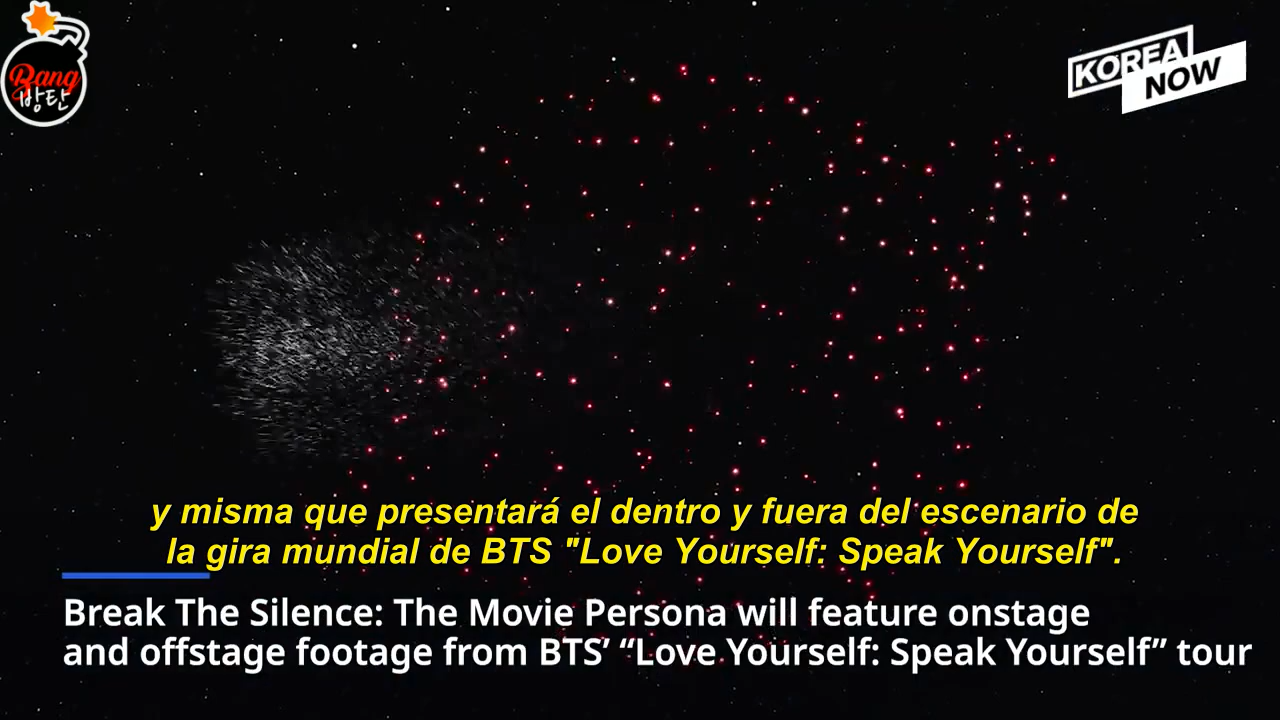 Bang
방탄
KOREA
NOW
y misma que presentará el dentro y fuera del escenario de
la gira mundial de BTS "Love Yourself: Speak Yourself".
Break The Silence: The Movie Persona will feature onstage
and offstage footage from BTS’ “Love Yourself: Speak Yourself” tour